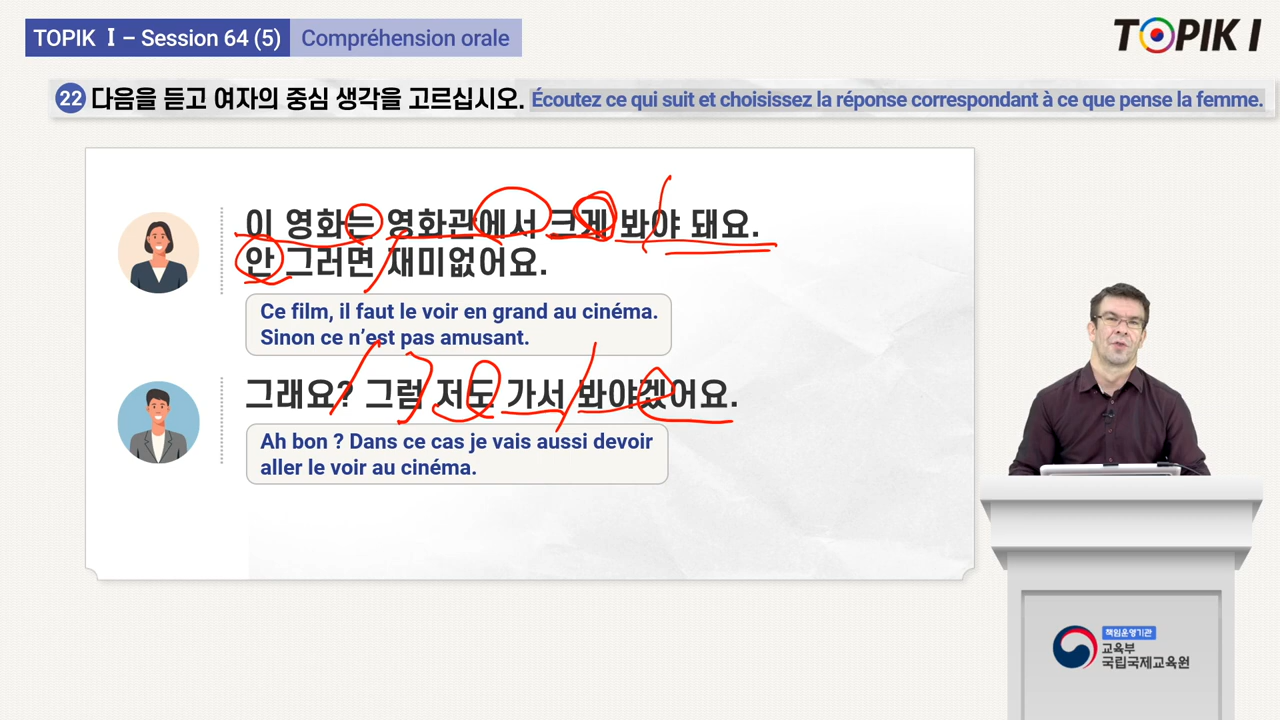 TOPIK Ⅰ – Session 64 (5) Compréhension orale
TOPIK I
22 다음을 듣고 여자의 중심 생각을 고르십시오. Écoutez ce qui suit et choisissez la réponse correspondant à ce que pense la femme.
이 영화는 영화관에서 크게 봐야 돼요.
안 그러면 재미없어요.
Ce film, il faut le voir en grand au cinéma.
Sinon ce n’est pas amusant.
그래요? 그럼 저도 가서 봐야겠어요.
Ah bon ? Dans ce cas je vais aussi devoir
aller le voir au cinéma.
책임운영기관
교육부
국립국제교육원